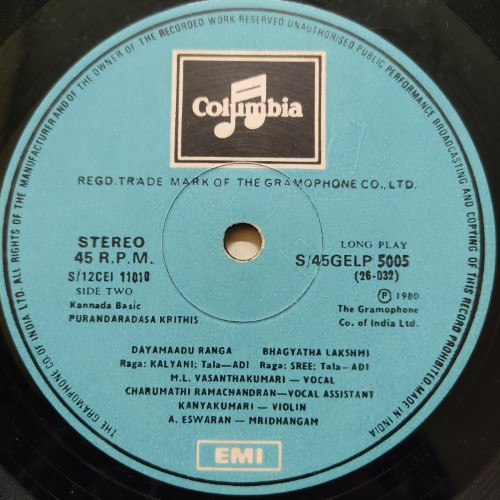 ALL RIGHTS OF THE MANUFACTURER AND OF THE OWNER OF THE RECORDED WORK RESERVED UNAUTHORISED PUBLIC PERFORMANCE BROADCASTING AND COPYING OF THIS RECORD PROHIBITED. MADE IN INDIA
THE GRAMOPHONE CO. OF INDIA LTD.
Columbia
REGD. TRADE MARK OF THE GRAMOPHONE CO., LTD.
STEREO
45 R.P.M.
S/12CEI 11010
SIDE TWO
Kannada Basic
PURANDARADASA KRITHIS
LONG PLAY
S/45GELP 5005
(26-032)
Ⓟ 1980
The Gramophone
Co. of India Ltd.
DAYAMAADU RANGA BHAGYATHA LAKSHMI
Raga: KALYANI; Tala—ADI Raga: SREE; Tala—ADI
M.L. VASANTHAKUMARI — VOCAL
CHARUMATHI RAMACHANDRAN—VOCAL ASSISTANT
KANYAKUMARI — VIOLIN
A. ESWARAN — MRIDHANGAM
EMI